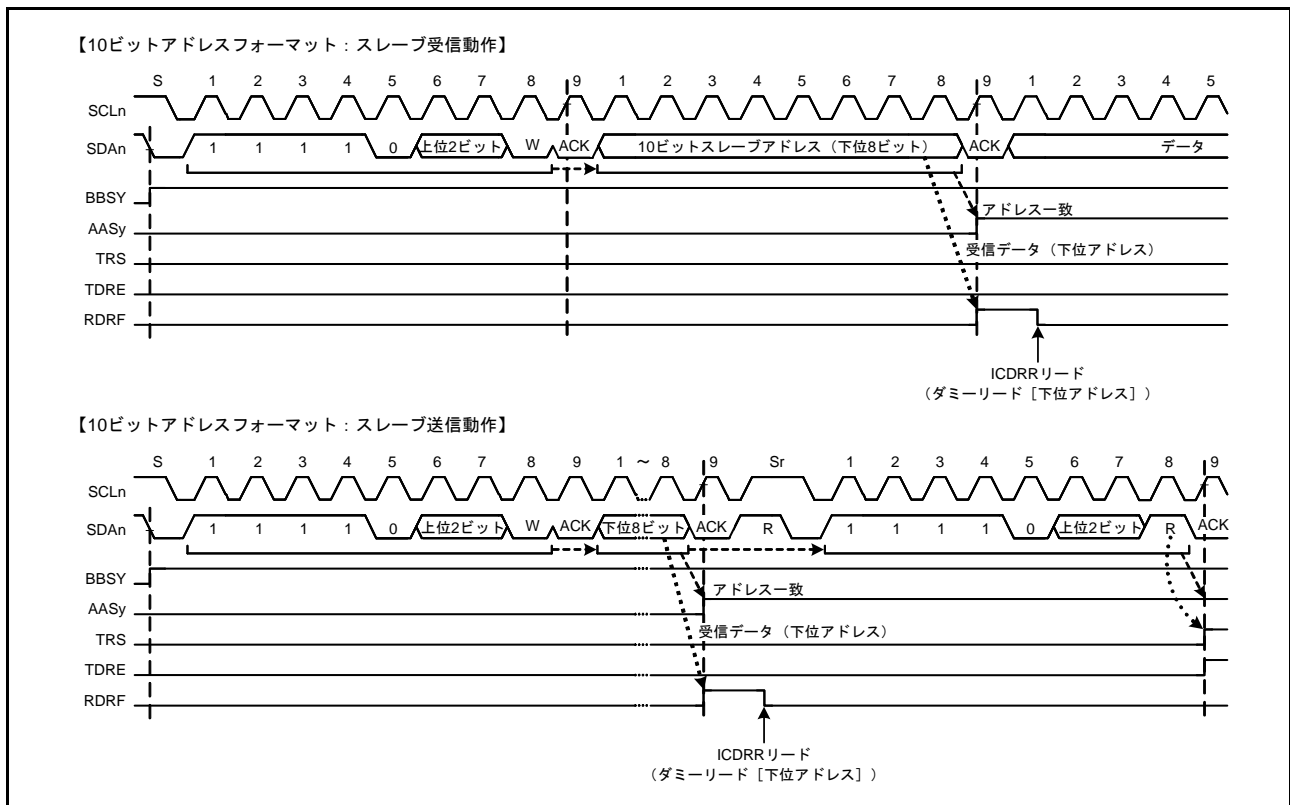 【10ビットアドレスフォーマット：スレーブ受信動作】
S 1 2 3 4 5 6 7 8 9 1 2 3 4 5 6 7 8 9 1 2 3 4 5
SCLn
SDAn 1 1 1 1 0 上位2ビット W ACK 10ビットスレーブアドレス（下位8ビット） ACK データ
BBSY
アドレス一致
AASy
受信データ（下位アドレス）
TRS
TDRE
RDRF
ICDRRリード
（ダミーリード［下位アドレス］）
【10ビットアドレスフォーマット：スレーブ送信動作】
S 1 2 3 4 5 6 7 8 9 1 ～ 8 9 Sr 1 2 3 4 5 6 7 8 9
SCLn
SDAn 1 1 1 1 0 上位2ビット W ACK 下位8ビット ACK R 1 1 1 1 0 上位2ビット R ACK
BBSY
アドレス一致
AASy
受信データ（下位アドレス）
TRS
TDRE
RDRF
ICDRRリード
（ダミーリード［下位アドレス］）